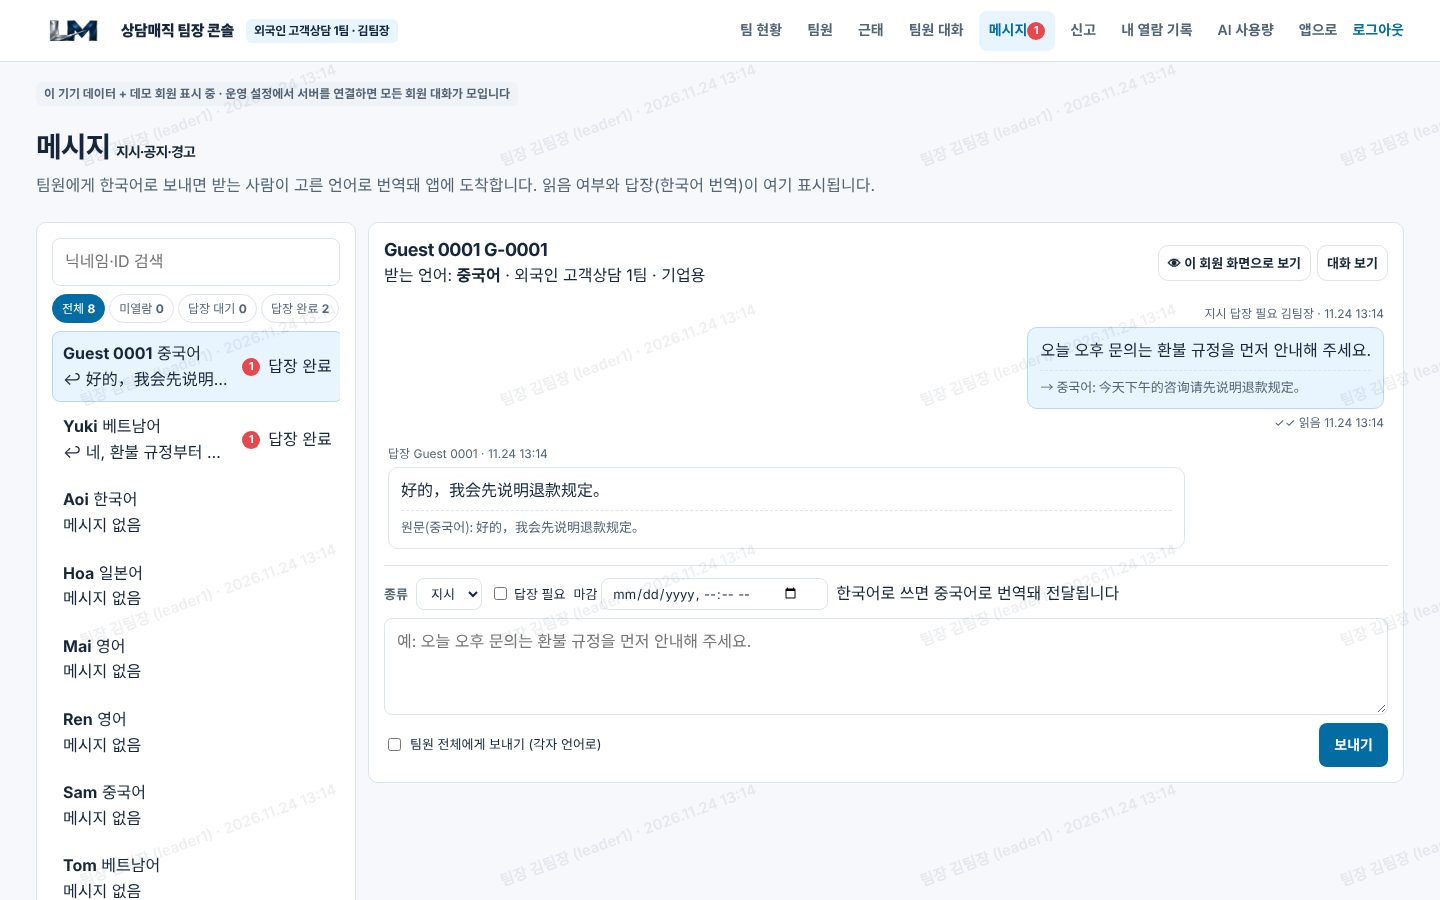 LM
상담매직 팀장 콘솔
외국인 고객상담 1팀 · 김팀장
팀 현황
팀원
근태
팀원 대화
메시지 1
신고
내 열람 기록
AI 사용량
앱으로
로그아웃
이 기기 데이터 + 데모 회원 표시 중 · 운영 설정에서 서버를 연결하면 모든 회원 대화가 모입니다
메시지 지시·공지·경고
팀원에게 한국어로 보내면 받는 사람이 고른 언어로 번역돼 앱에 도착합니다. 읽음 여부와 답장(한국어 번역)이 여기 표시됩니다.
닉네임·ID 검색
전체 8
미열람 0
답장 대기 0
답장 완료 2
Guest 0001 중국어
↩ 好的，我会先说明...
1 답장 완료
Yuki 베트남어
↩ 네, 환불 규정부터 ...
1 답장 완료
Aoi 한국어
메시지 없음
Hoa 일본어
메시지 없음
Mai 영어
메시지 없음
Ren 영어
메시지 없음
Sam 중국어
메시지 없음
Tom 베트남어
메시지 없음
Guest 0001 G-0001
받는 언어: 중국어 · 외국인 고객상담 1팀 · 기업용
👁 이 회원 화면으로 보기
대화 보기
지시 답장 필요 김팀장 · 11.24 13:14
오늘 오후 문의는 환불 규정을 먼저 안내해 주세요.
→ 중국어: 今天下午的咨询请先说明退款规定。
✓✓ 읽음 11.24 13:14
답장 Guest 0001 · 11.24 13:14
好的，我会先说明退款规定。
원문(중국어): 好的，我会先说明退款规定。
종류 지시 답장 필요 마감 mm/dd/yyyy, --:-- -- 한국어로 쓰면 중국어로 번역돼 전달됩니다
예: 오늘 오후 문의는 환불 규정을 먼저 안내해 주세요.
팀원 전체에게 보내기 (각자 언어로)
보내기
팀장 김팀장 (leader1) · 2026.11.24 13:14